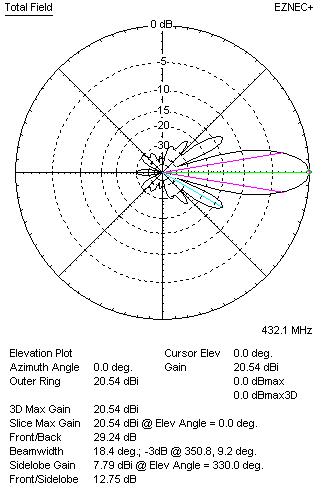 Total Field
EZNEC+
0 dB
-5
-10
-15
-20
-30
432.1 MHz
Elevation Plot
Cursor Elev 0.0 deg.
Azimuth Angle 0.0 deg.
Gain 20.54 dBi
Outer Ring 20.54 dBi
0.0 dBmax
0.0 dBmax3D
3D Max Gain 20.54 dBi
Slice Max Gain 20.54 dBi @ Elev Angle = 0.0 deg.
Front/Back 29.24 dB
Beamwidth 18.4 deg.; -3dB @ 350.8, 9.2 deg.
Sidelobe Gain 7.79 dBi @ Elev Angle = 330.0 deg.
Front/Sidelobe 12.75 dB